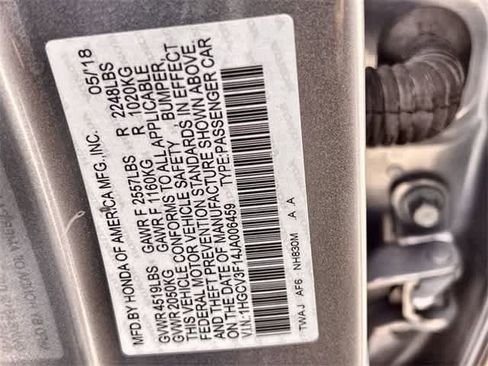 MFD BY HONDA OF AMERICA MFG., INC. 05/18
GVWR 4519LBS GAWR F 2557LBS R 2248LBS
GVWR 2050KG GAWR F 1160KG R 1020KG
THIS VEHICLE CONFORMS TO ALL APPLICABLE
FEDERAL MOTOR VEHICLE SAFETY, BUMPER,
AND THEFT PREVENTION STANDARDS IN EFFECT
ON THE DATE OF MANUFACTURE SHOWN ABOVE.
V.I.N.: 1HGCV3F14JA006459 TYPE: PASSENGER CAR
TWAJ AF6 NH830M A A